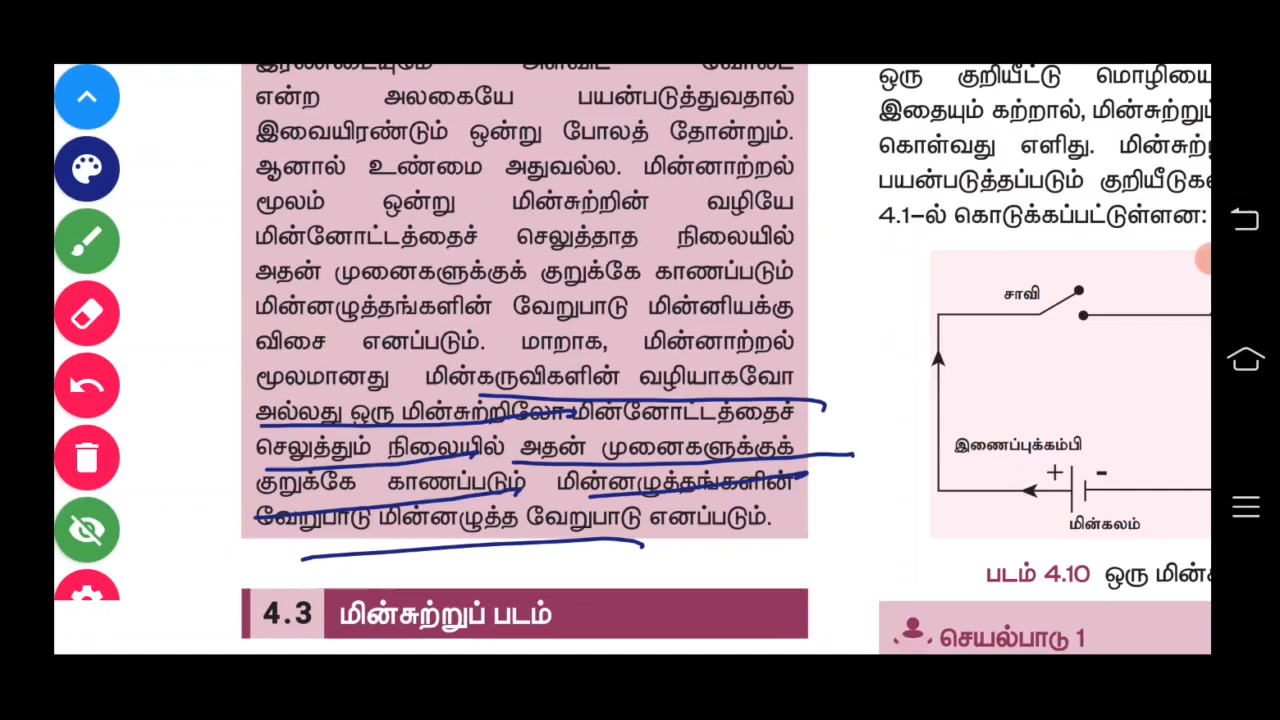 இரண்டையுமே அளவிட வோல்ட்
என்ற அலகையே பயன்படுத்துவதால்
இவையிரண்டும் ஒன்று போலத் தோன்றும்.
ஆனால் உண்மை அதுவல்ல. மின்னாற்றல்
மூலம் ஒன்று மின்சுற்றின் வழியே
மின்னோட்டத்தைச் செலுத்தாத நிலையில்
அதன் முனைகளுக்குக் குறுக்கே காணப்படும்
மின்னழுத்தங்களின் வேறுபாடு மின்னியக்கு
விசை எனப்படும். மாறாக, மின்னாற்றல்
மூலமானது மின்கருவிகளின் வழியாகவோ
அல்லது ஒரு மின்சுற்றிலோ மின்னோட்டத்தைச்
செலுத்தும் நிலையில் அதன் முனைகளுக்குக்
குறுக்கே காணப்படும் மின்னழுத்தங்களின்
வேறுபாடு மின்னழுத்த வேறுபாடு எனப்படும்.
4.3 மின்சுற்றுப் படம்
ஒரு குறியீட்டு மொழியை
இதையும் கற்றால், மின்சுற்றும்
கொள்வது எளிது.
பயன்படுத்தப்படும்
4.1–ல் கொடுக்கப்பட்டுள்ளன:
சாவி
இணைப்புக்கம்பி
+ -
மின்கலம்
படம் 4.10 ஒரு
செயல்பாடு 1